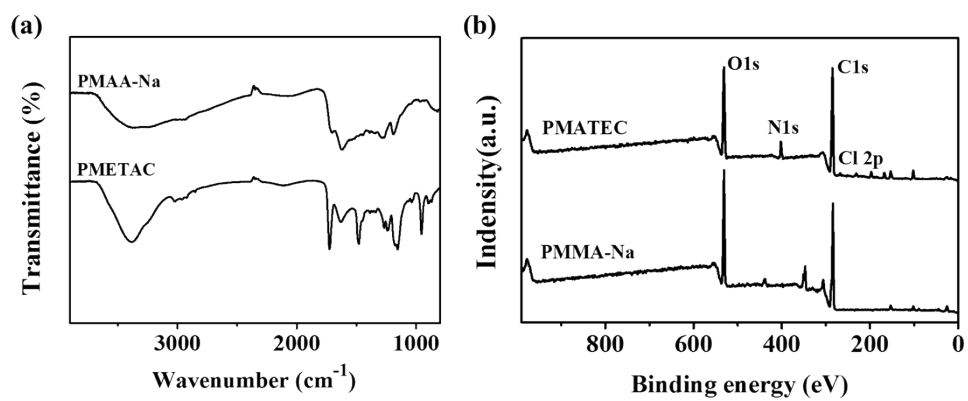 (a)
PMAA-Na
PMETAC
Transmittance (%)
3000 2000 1000
Wavenumber (cm⁻¹)
(b)
O1s
C1s
PMATEC
N1s
Cl 2p
PMMA-Na
Indensity(a.u.)
800 600 400 200 0
Binding energy (eV)